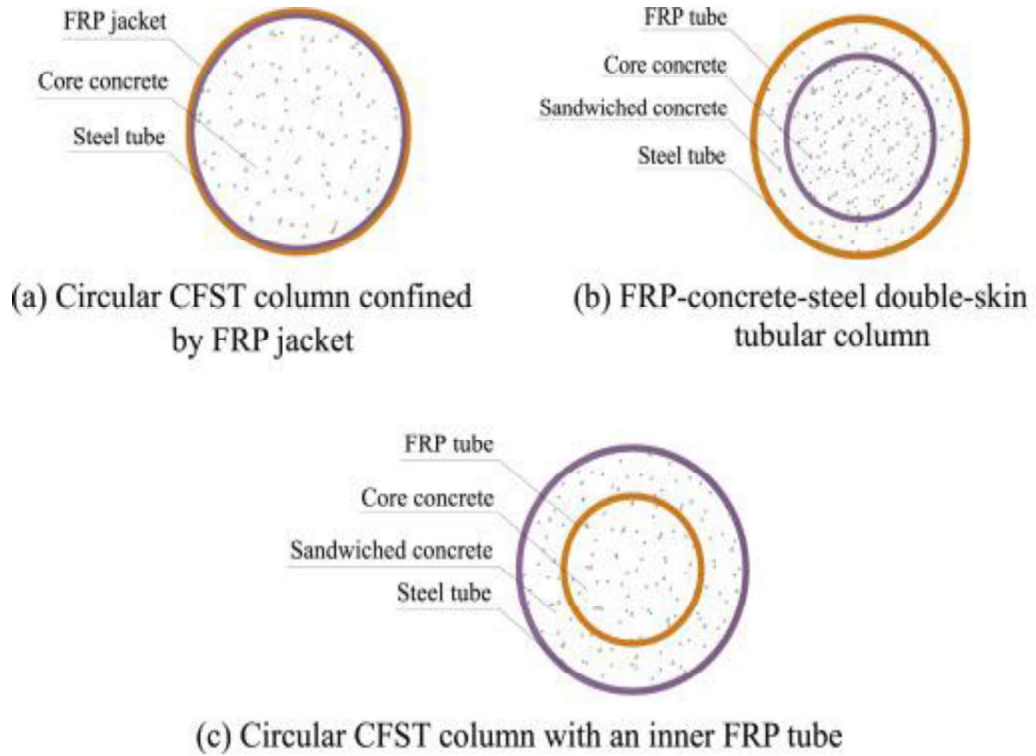 FRP jacket
Core concrete
Steel tube
(a) Circular CFST column confined
by FRP jacket
FRP tube
Core concrete
Sandwiched concrete
Steel tube
(b) FRP-concrete-steel double-skin
tubular column
FRP tube
Core concrete
Sandwiched concrete
Steel tube
(c) Circular CFST column with an inner FRP tube